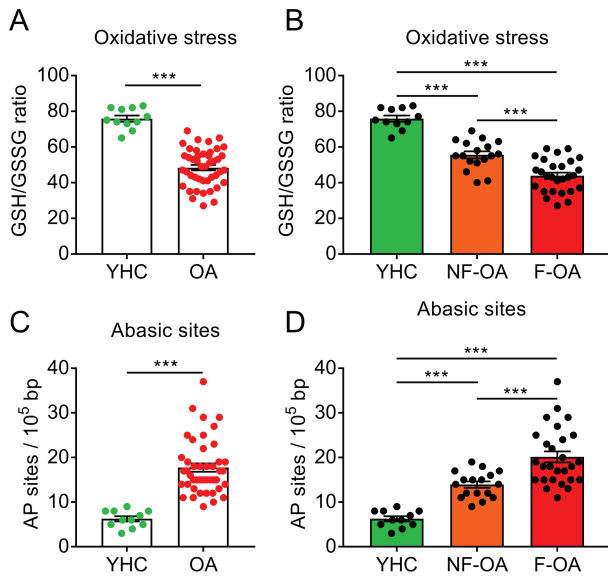 A
Oxidative stress
***
GSH/GSSG ratio
100
80
60
40
20
0
YHC
OA
B
Oxidative stress
***
***
***
GSH/GSSG ratio
100
80
60
40
20
0
YHC
NF-OA
F-OA
C
Abasic sites
***
AP sites / 10⁵ bp
40
30
20
10
0
YHC
OA
D
Abasic sites
***
***
***
AP sites / 10⁵ bp
40
30
20
10
0
YHC
NF-OA
F-OA